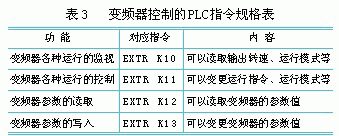 表3 变频器控制的PLC指令规格表
功 能 对应指令 内 容
变频器各种运行的监视 EXTR K10 可以读取输出转速、运行模式等
变频器各种运行的控制 EXTR K11 可以变更运行指令、运行模式等
变频器参数的读取 EXTR K12 可以读取变频器的参数值
变频器参数的写入 EXTR K13 可以变更变频器的参数值